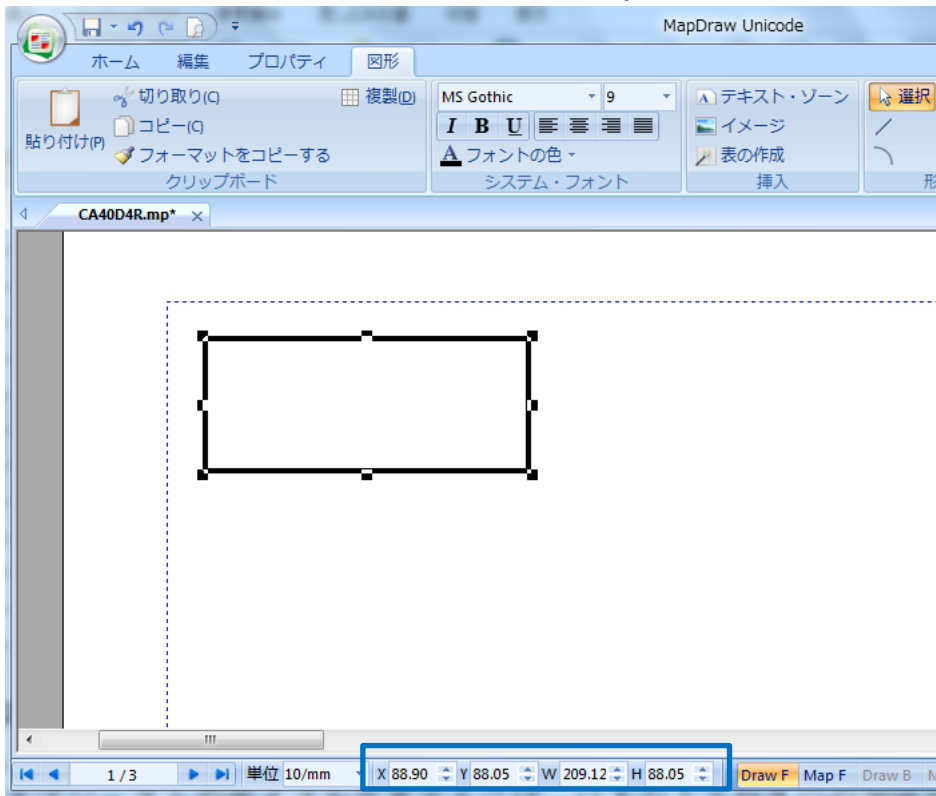 MapDraw Unicode
ホーム 編集 プロパティ 図形
貼り付け(P)
切り取り(C)
コピー(C)
フォーマットをコピーする
複製(D)
クリップボード
MS Gothic 9
I B U
A フォントの色
システム・フォント
テキスト・ゾーン
イメージ
表の作成
挿入
選択
CA40D4R.mp*
1 / 3 単位 10/mm X 88.90 Y 88.05 W 209.12 H 88.05 Draw F Map F Draw B